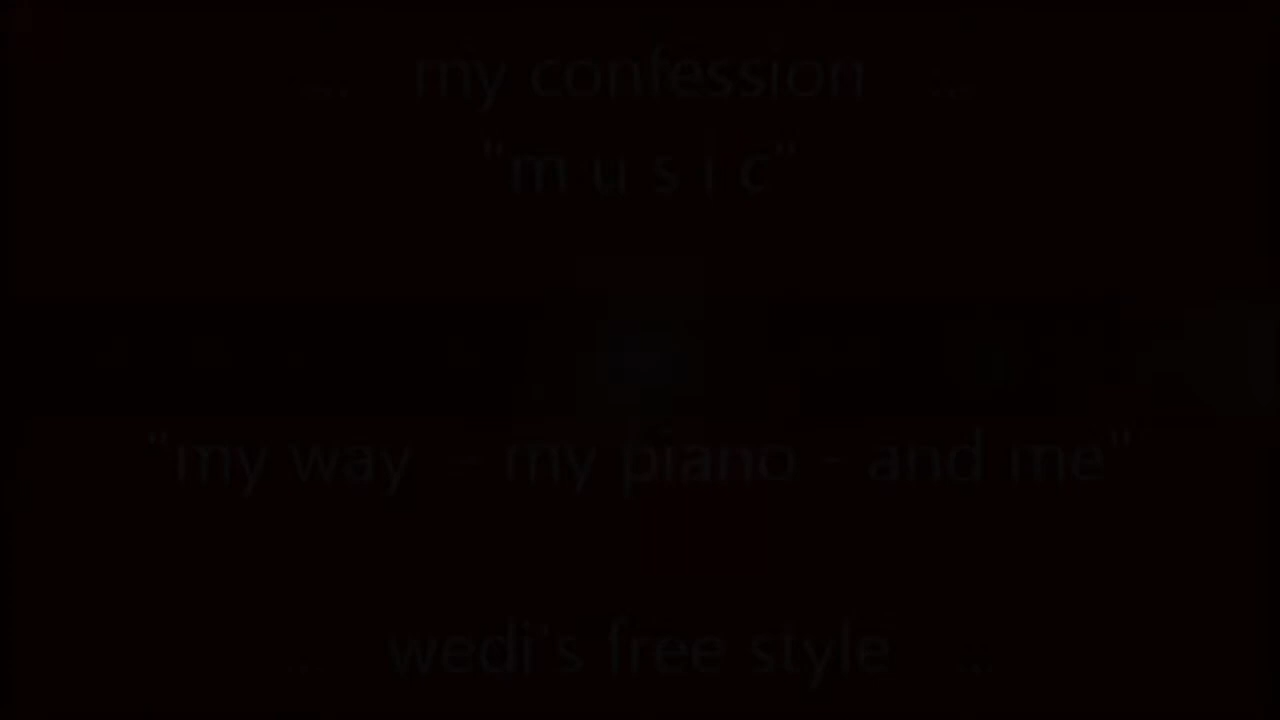 ... my confession ...
"m u s i c"
"my way - my piano - and me"
.. wedi's free style ...